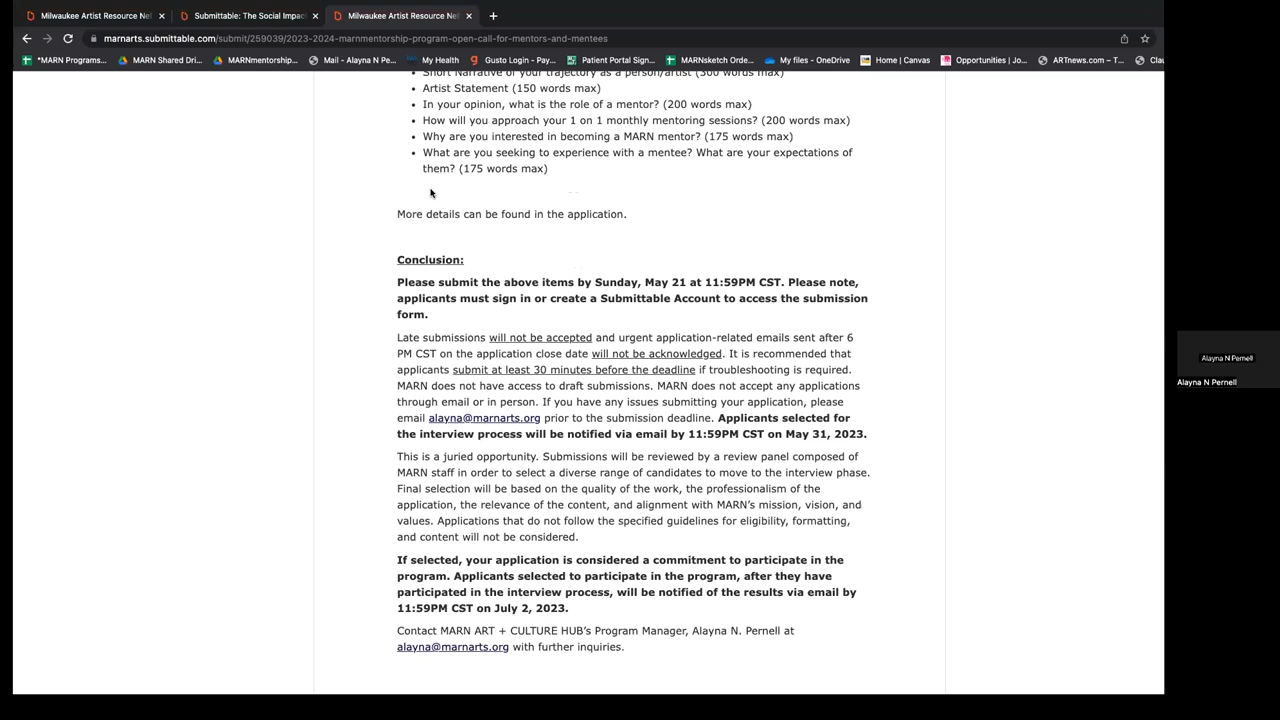 Milwaukee Artist Resource Net
Submittable: The Social Impac
Milwaukee Artist Resource Net
marnarts.submittable.com/submit/259039/2023-2024-marnmentorship-program-open-call-for-mentors-and-mentees
*MARN Programs...
MARN Shared Dri...
MARNmentorship...
Mail - Alayna N Pe...
My Health
Gusto Login - Pay...
Patient Portal Sign...
MARNsketch Orde...
My files - OneDrive
Home | Canvas
Opportunities | Jo...
ARTnews.com – T...
Clau
Short Narrative of your trajectory as a person/artist (300 words max)
• Artist Statement (150 words max)
• In your opinion, what is the role of a mentor? (200 words max)
• How will you approach your 1 on 1 monthly mentoring sessions? (200 words max)
• Why are you interested in becoming a MARN mentor? (175 words max)
• What are you seeking to experience with a mentee? What are your expectations of
them? (175 words max)
More details can be found in the application.
Conclusion:
Please submit the above items by Sunday, May 21 at 11:59PM CST. Please note,
applicants must sign in or create a Submittable Account to access the submission
form.
Late submissions will not be accepted and urgent application-related emails sent after 6
PM CST on the application close date will not be acknowledged. It is recommended that
applicants submit at least 30 minutes before the deadline if troubleshooting is required.
MARN does not have access to draft submissions. MARN does not accept any applications
through email or in person. If you have any issues submitting your application, please
email alayna@marnarts.org prior to the submission deadline. Applicants selected for
the interview process will be notified via email by 11:59PM CST on May 31, 2023.
This is a juried opportunity. Submissions will be reviewed by a review panel composed of
MARN staff in order to select a diverse range of candidates to move to the interview phase.
Final selection will be based on the quality of the work, the professionalism of the
application, the relevance of the content, and alignment with MARN's mission, vision, and
values. Applications that do not follow the specified guidelines for eligibility, formatting,
and content will not be considered.
If selected, your application is considered a commitment to participate in the
program. Applicants selected to participate in the program, after they have
participated in the interview process, will be notified of the results via email by
11:59PM CST on July 2, 2023.
Contact MARN ART + CULTURE HUB's Program Manager, Alayna N. Pernell at
alayna@marnarts.org with further inquiries.
Alayna N Pernell
Alayna N Pernell